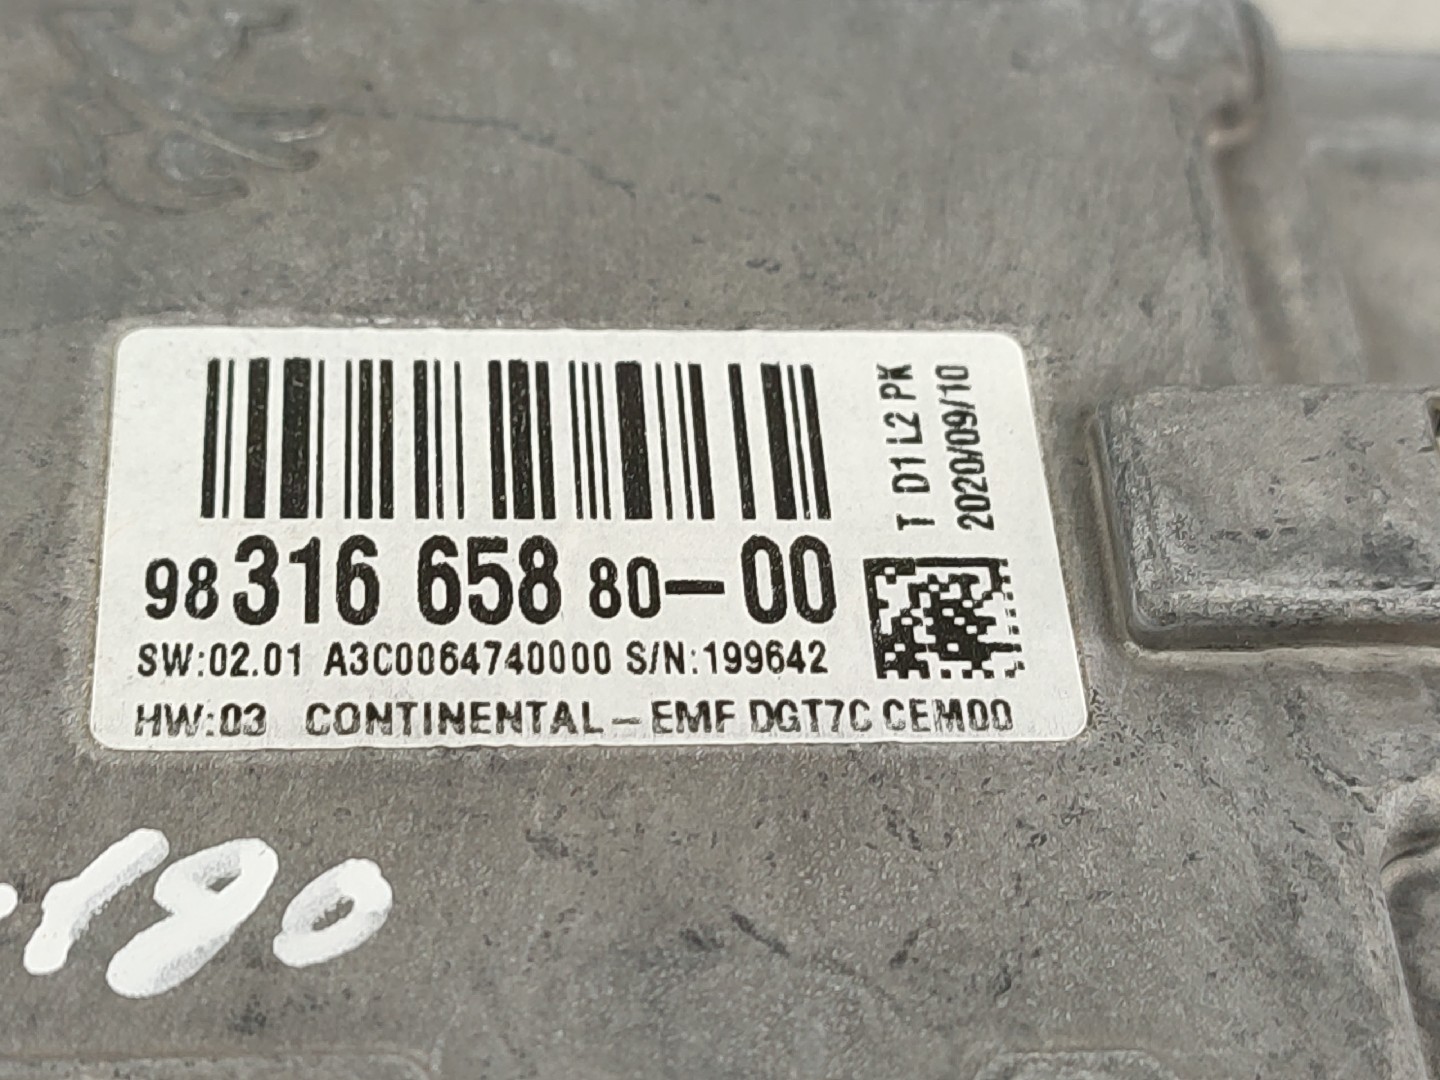 98 316 658 80-00
T D1 L2 PK
2020/09/10
SW:02.01 A3C0064740000 S/N:199642
HW:03 CONTINENTAL - EMF DGT7C CEM00
190